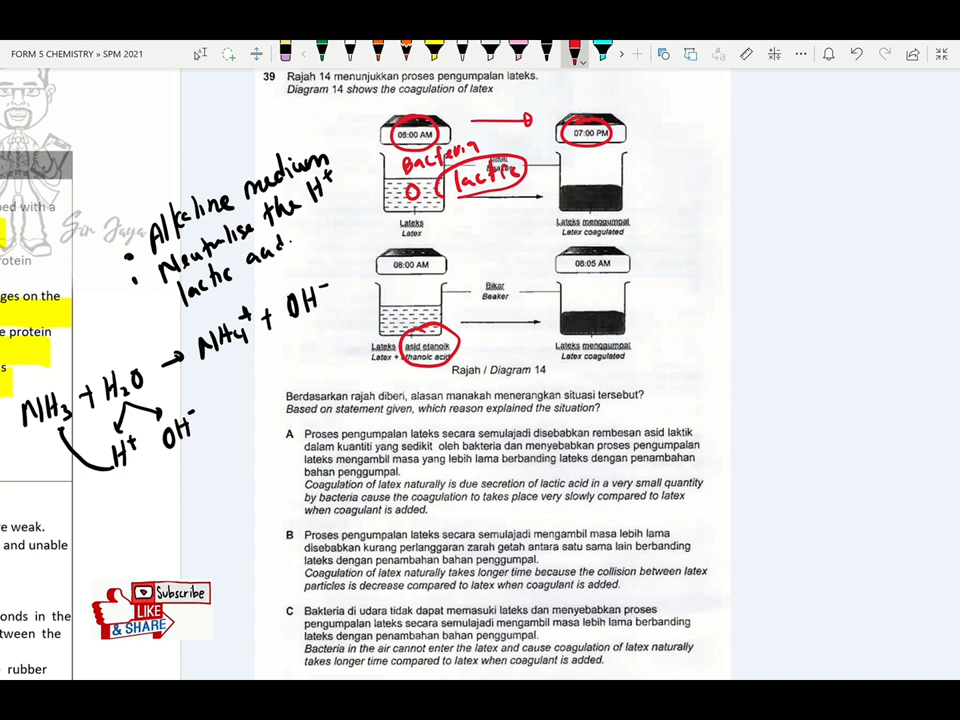 FORM 5 CHEMISTRY » SPM 2021
39 Rajah 14 menunjukkan proses pengumpalan lateks.
Diagram 14 shows the coagulation of latex
08:00 AM
07:00 PM
Bacteria
lactic
Beaker
Lateks
Latex
Lateks menggumpal
Latex coagulated
08:00 AM
08:05 AM
Bikar
Beaker
Lateks asid etanoik
Latex + ethanoic acid
Lateks menggumpal
Latex coagulated
Rajah / Diagram 14
Berdasarkan rajah diberi, alasan manakah menerangkan situasi tersebut?
Based on statement given, which reason explained the situation?
A Proses pengumpalan lateks secara semulajadi disebabkan rembesan asid laktik
dalam kuantiti yang sedikit oleh bakteria dan menyebabkan proses pengumpalan
lateks mengambil masa yang lebih lama berbanding lateks dengan penambahan
bahan penggumpal.
Coagulation of latex naturally is due secretion of lactic acid in a very small quantity
by bacteria cause the coagulation to takes place very slowly compared to latex
when coagulant is added.
B Proses pengumpalan lateks secara semulajadi mengambil masa lebih lama
disebabkan kurang perlanggaran zarah getah antara satu sama lain berbanding
lateks dengan penambahan bahan penggumpal.
Coagulation of latex naturally takes longer time because the collision between latex
particles is decrease compared to latex when coagulant is added.
C Bakteria di udara tidak dapat memasuki lateks dan menyebabkan proses
pengumpulan lateks secara semulajadi mengambil masa lebih lama berbanding
lateks dengan penambahan bahan penggumpal.
Bacteria in the air cannot enter the latex and cause coagulation of latex naturally
takes longer time compared to latex when coagulant is added.
• Alkaline medium
• Neutralise the H+
lactic acid.
NH3 + H2O → NH4+ + OH-
H+ OH-
Sir Jaya
ped with a
rotein
ges on the
e protein
s
re weak.
and unable
onds in the
tween the
rubber
Subscribe
LIKE
& SHARE